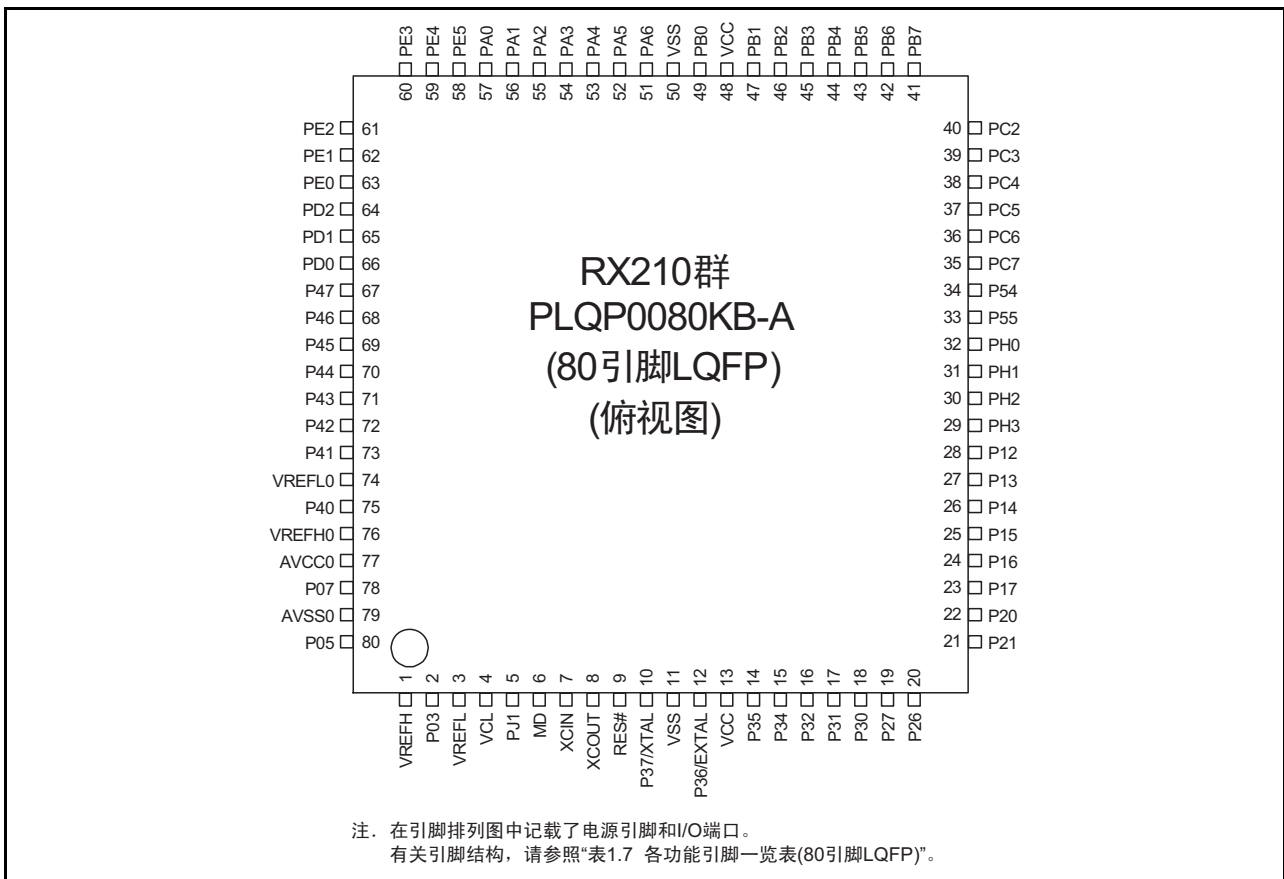 PE3 PE4 PE5 PA0 PA1 PA2 PA3 PA4 PA5 PA6 VSS PB0 VCC PB1 PB2 PB3 PB4 PB5 PB6 PB7
60 59 58 57 56 55 54 53 52 51 50 49 48 47 46 45 44 43 42 41
PE2 61
PE1 62
PE0 63
PD2 64
PD1 65
PD0 66
P47 67
P46 68
P45 69
P44 70
P43 71
P42 72
P41 73
VREFL0 74
P40 75
VREFH0 76
AVCC0 77
P07 78
AVSS0 79
P05 80
RX210群
PLQP0080KB-A
(80引脚LQFP)
(俯视图)
40 PC2
39 PC3
38 PC4
37 PC5
36 PC6
35 PC7
34 P54
33 P55
32 PH0
31 PH1
30 PH2
29 PH3
28 P12
27 P13
26 P14
25 P15
24 P16
23 P17
22 P20
21 P21
1 2 3 4 5 6 7 8 9 10 11 12 13 14 15 16 17 18 19 20
VREFH P03 VREFL VCL PJ1 MD XCIN XCOUT RES# P37/XTAL VSS P36/EXTAL VCC P35 P34 P32 P31 P30 P27 P26
注. 在引脚排列图中记载了电源引脚和I/O端口。
有关引脚结构，请参照“表1.7 各功能引脚一览表(80引脚LQFP)”。